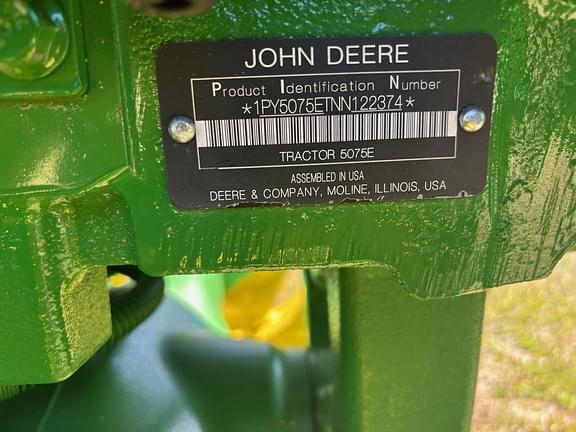 JOHN DEERE
Product Identification Number
*1PY5075ETNN122374*
TRACTOR 5075E
ASSEMBLED IN USA
DEERE & COMPANY, MOLINE, ILLINOIS, USA